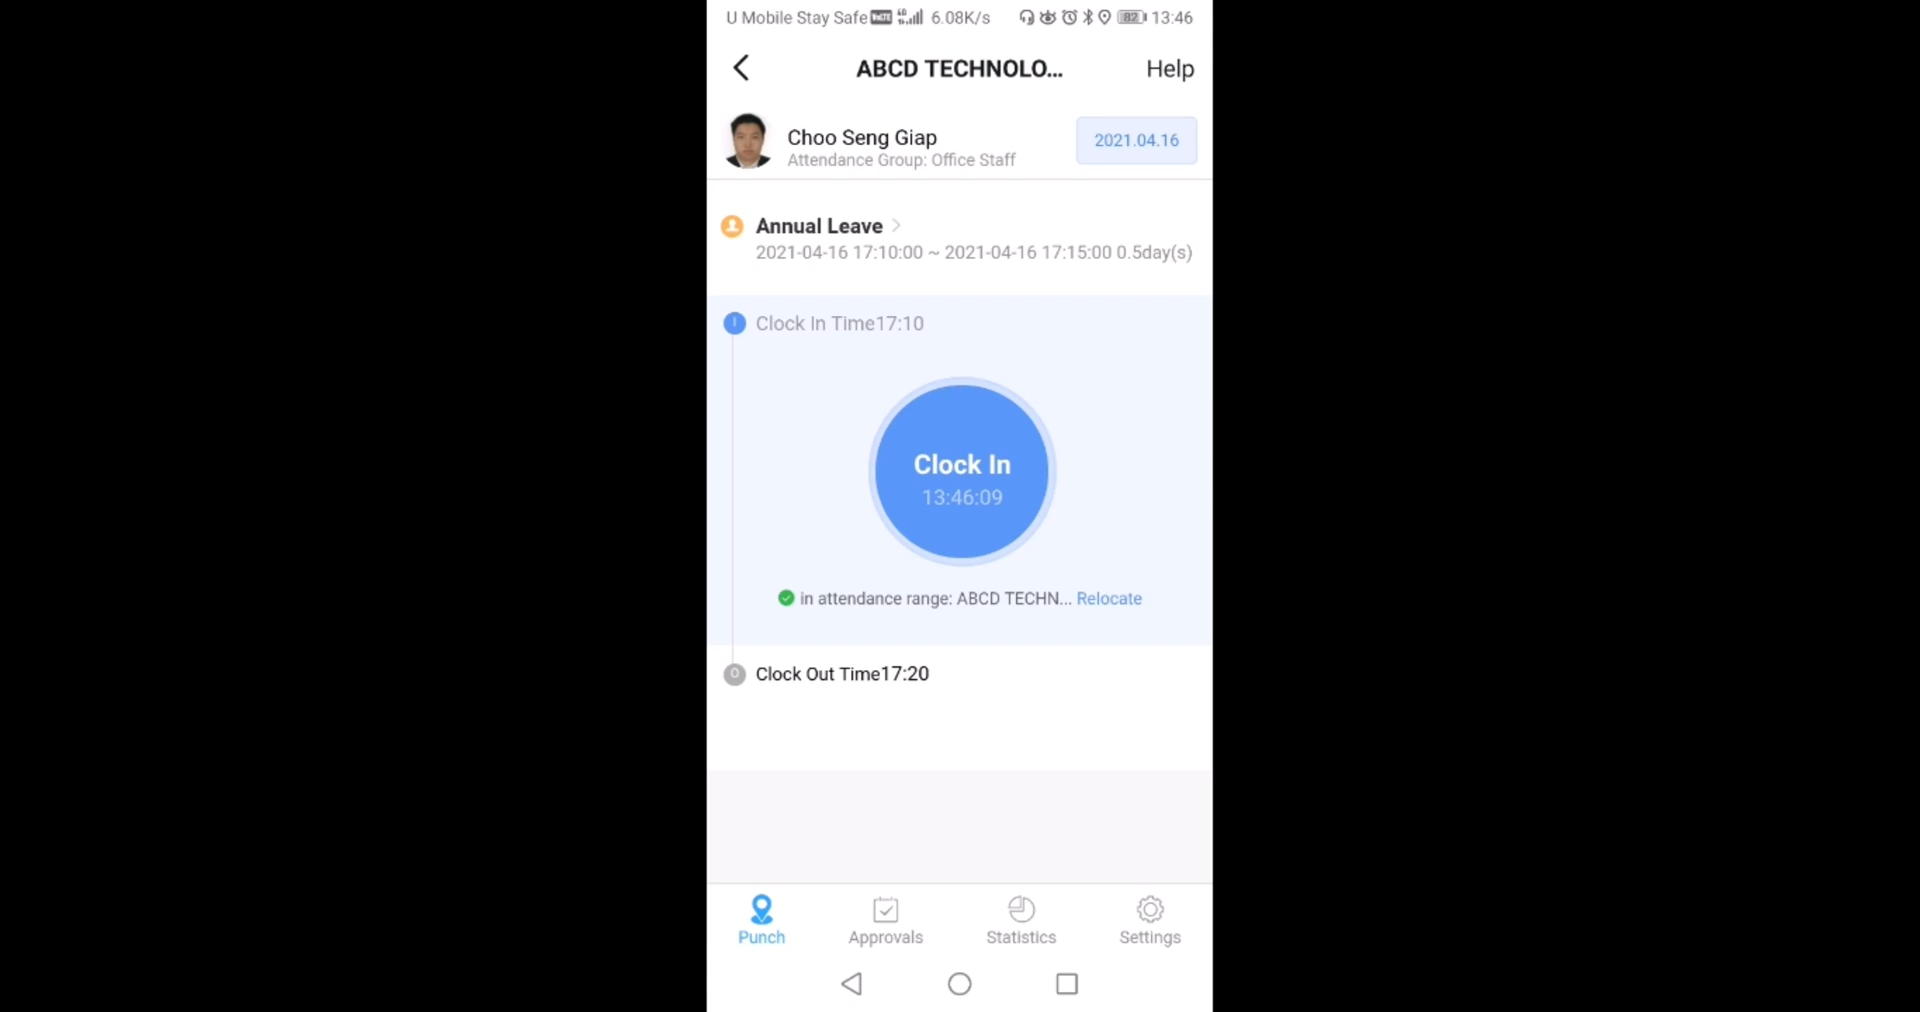 U Mobile Stay Safe VoLTE 6.08K/s 82 13:46
ABCD TECHNOLO... Help
Choo Seng Giap
Attendance Group: Office Staff
2021.04.16
Annual Leave
2021-04-16 17:10:00 ~ 2021-04-16 17:15:00 0.5day(s)
I Clock In Time17:10
Clock In
13:46:09
in attendance range: ABCD TECHN... Relocate
O Clock Out Time17:20
Punch Approvals Statistics Settings